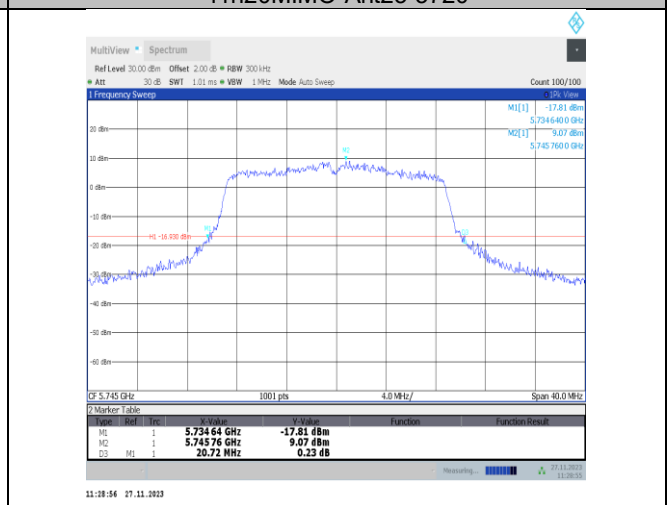 MultiView Spectrum
Ref Level 30.00 dBm Offset 2.00 dB RBW 300 kHz
Att 30 dB SWT 1.01 ms VBW 1 MHz Mode Auto Sweep Count 100/100
1 Frequency Sweep 1Pk View
M1[1] -17.81 dBm
5.7346400 GHz
M2[1] 9.07 dBm
5.7457600 GHz
20 dBm
M2
10 dBm
0 dBm
-10 dBm
M1
H1 -16.930 dBm
D3
-20 dBm
-30 dBm
-40 dBm
-50 dBm
-60 dBm
CF 5.745 GHz 1001 pts 4.0 MHz/ Span 40.0 MHz
2 Marker Table
Type Ref Trc X-Value Y-Value Function Function Result
M1 1 5.73464 GHz -17.81 dBm
M2 1 5.74576 GHz 9.07 dBm
D3 M1 1 20.72 MHz 0.23 dB
Measuring... 27.11.2023
11:28:55
11:28:56 27.11.2023